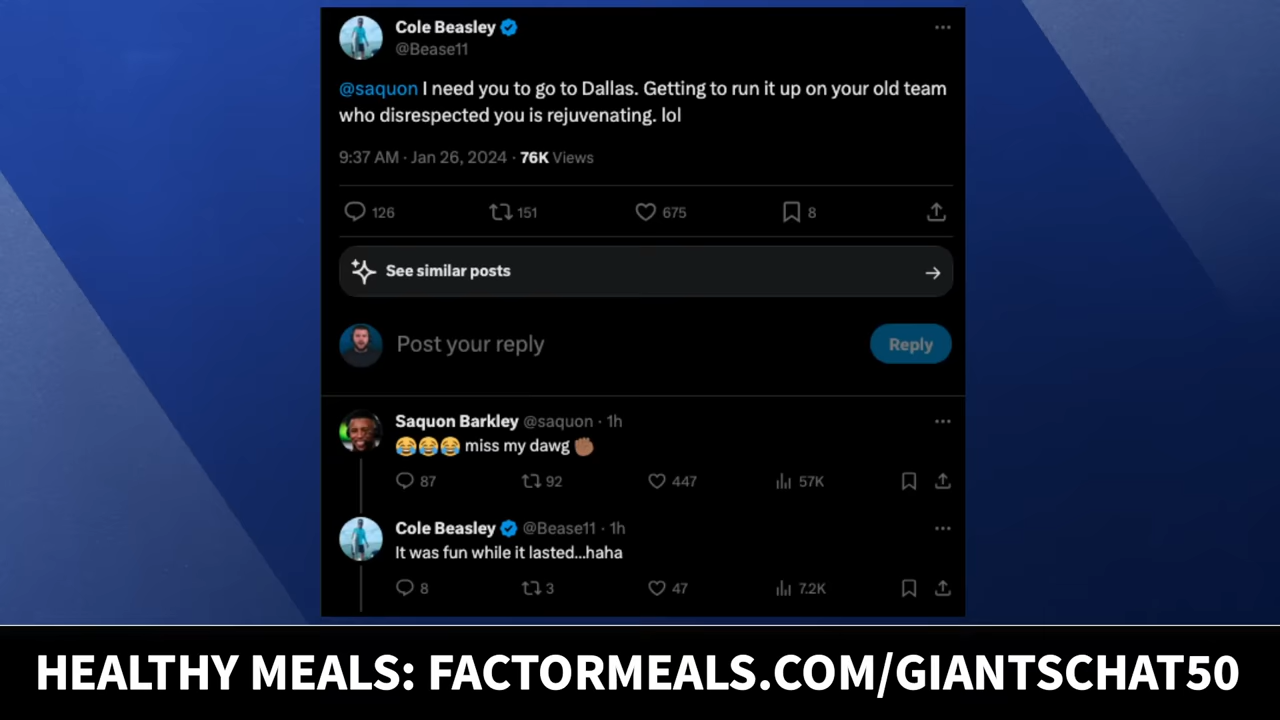 Cole Beasley
@Bease11
@saquon I need you to go to Dallas. Getting to run it up on your old team
who disrespected you is rejuvenating. lol
9:37 AM · Jan 26, 2024 · 76K Views
126 151 675 8
See similar posts
Post your reply Reply
Saquon Barkley @saquon · 1h
😂😂😂 miss my dawg ✊🏾
87 92 447 57K
Cole Beasley @Bease11 · 1h
It was fun while it lasted...haha
8 3 47 7.2K
HEALTHY MEALS: FACTORMEALS.COM/GIANTSCHAT50